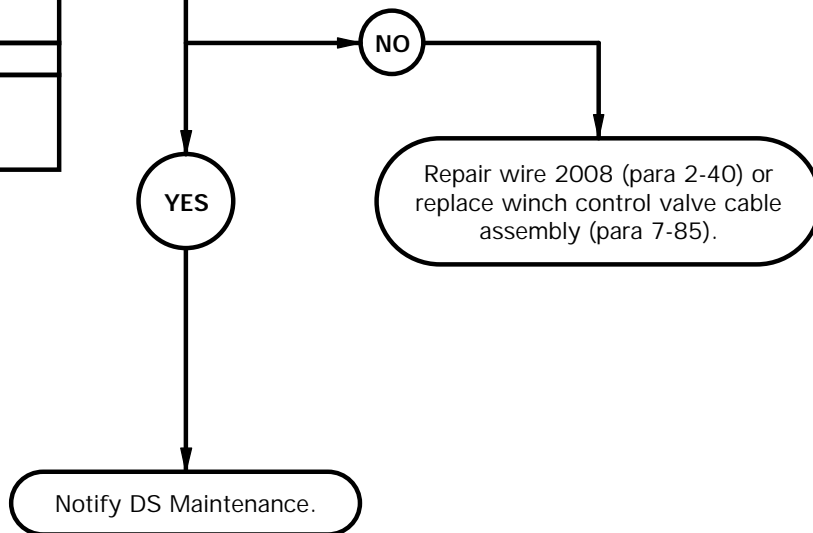 NO
YES
Repair wire 2008 (para 2-40) or
replace winch control valve cable
assembly (para 7-85).
Notify DS Maintenance.